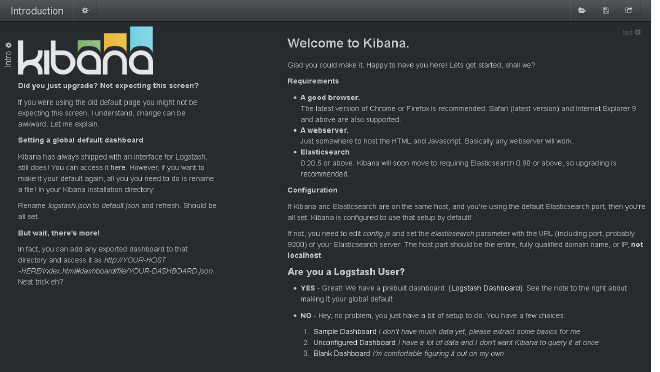 Introduction
Intro
kibana
Did you just upgrade? Not expecting this screen?
If you were using the old default page you might not be
expecting this screen. I understand, change can be
awkward. Let me explain.
Setting a global default dashboard
Kibana has always shipped with an interface for Logstash,
still does! You can access it here. However, if you want to
make it your default again, all you you need to do is rename
a file! In your Kibana installation directory:
Rename logstash.json to default.json and refresh. Should be
all set.
But wait, there's more!
In fact, you can add any exported dashboard to that
directory and access it as http://YOUR-HOST
-HERE/index.html#dashboard/file/YOUR-DASHBOARD.json.
Neat trick eh?
text
Welcome to Kibana.
Glad you could make it. Happy to have you here! Lets get started, shall we?
Requirements
• A good browser.
The latest version of Chrome or Firefox is recommended. Safari (latest version) and Internet Explorer 9
and above are also supported.
• A webserver.
Just somewhere to host the HTML and Javascript. Basically any webserver will work.
• Elasticsearch
0.20.5 or above. Kibana will soon move to requiring Elasticsearch 0.90 or above, so upgrading is
recommended.
Configuration
If Kibana and Elasticsearch are on the same host, and you're using the default Elasticsearch port, then you're
all set. Kibana is configured to use that setup by default!
If not, you need to edit config.js and set the elasticsearch parameter with the URL (including port, probably
9200) of your Elasticsearch server. The host part should be the entire, fully qualified domain name, or IP, not
localhost.
Are you a Logstash User?
• YES - Great! We have a prebuilt dashboard: (Logstash Dashboard). See the note to the right about
making it your global default
• NO - Hey, no problem, you just have a bit of setup to do. You have a few choices:
1. Sample Dashboard I don't have much data yet, please extract some basics for me
2. Unconfigured Dashboard I have a lot of data and I don't want Kibana to query it at once
3. Blank Dashboard I'm comfortable figuring it out on my own